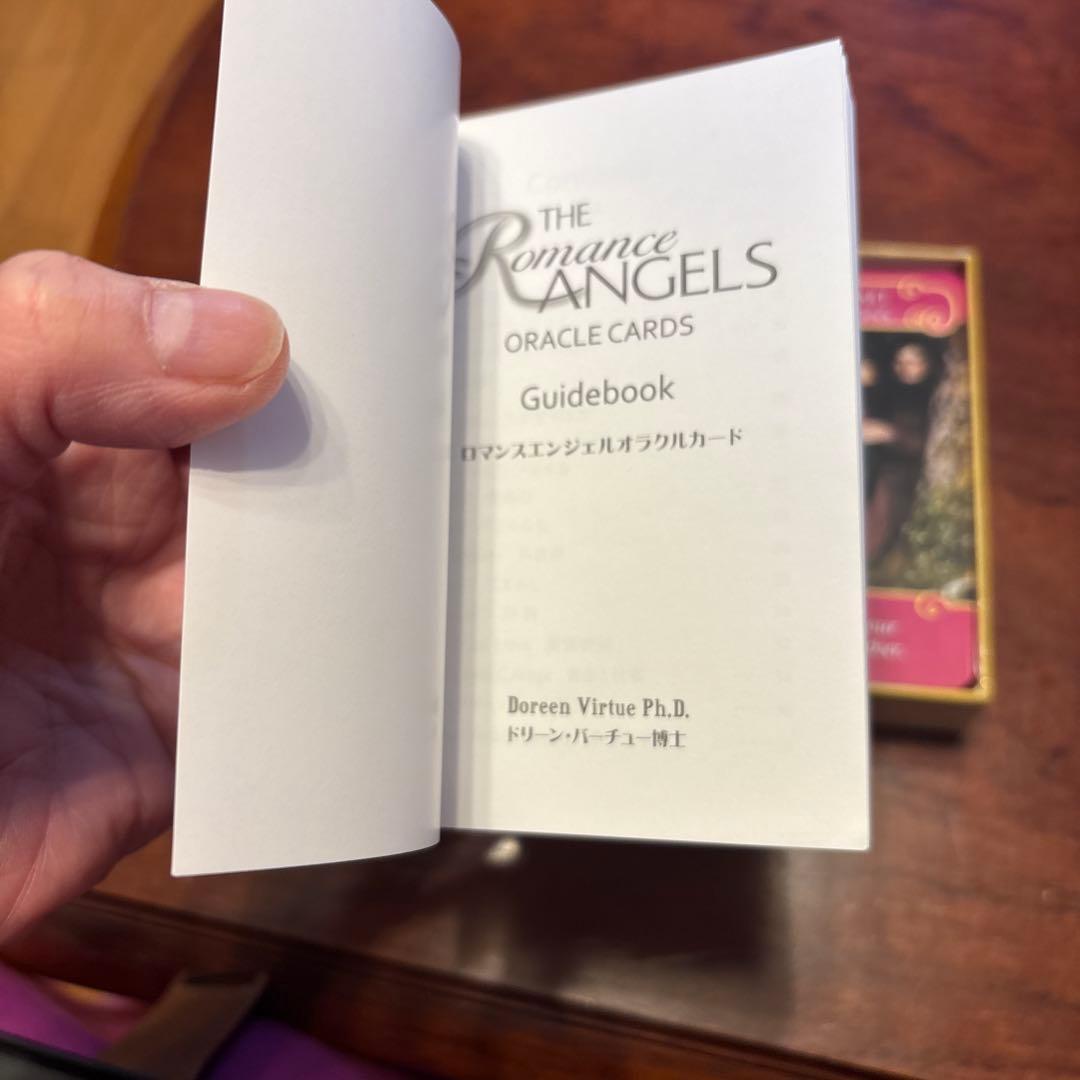 THE
Romance
ANGELS
ORACLE CARDS
Guidebook
ロマンスエンジェルオラクルカード
Doreen Virtue Ph.D.
ドリーン・バーチュー博士